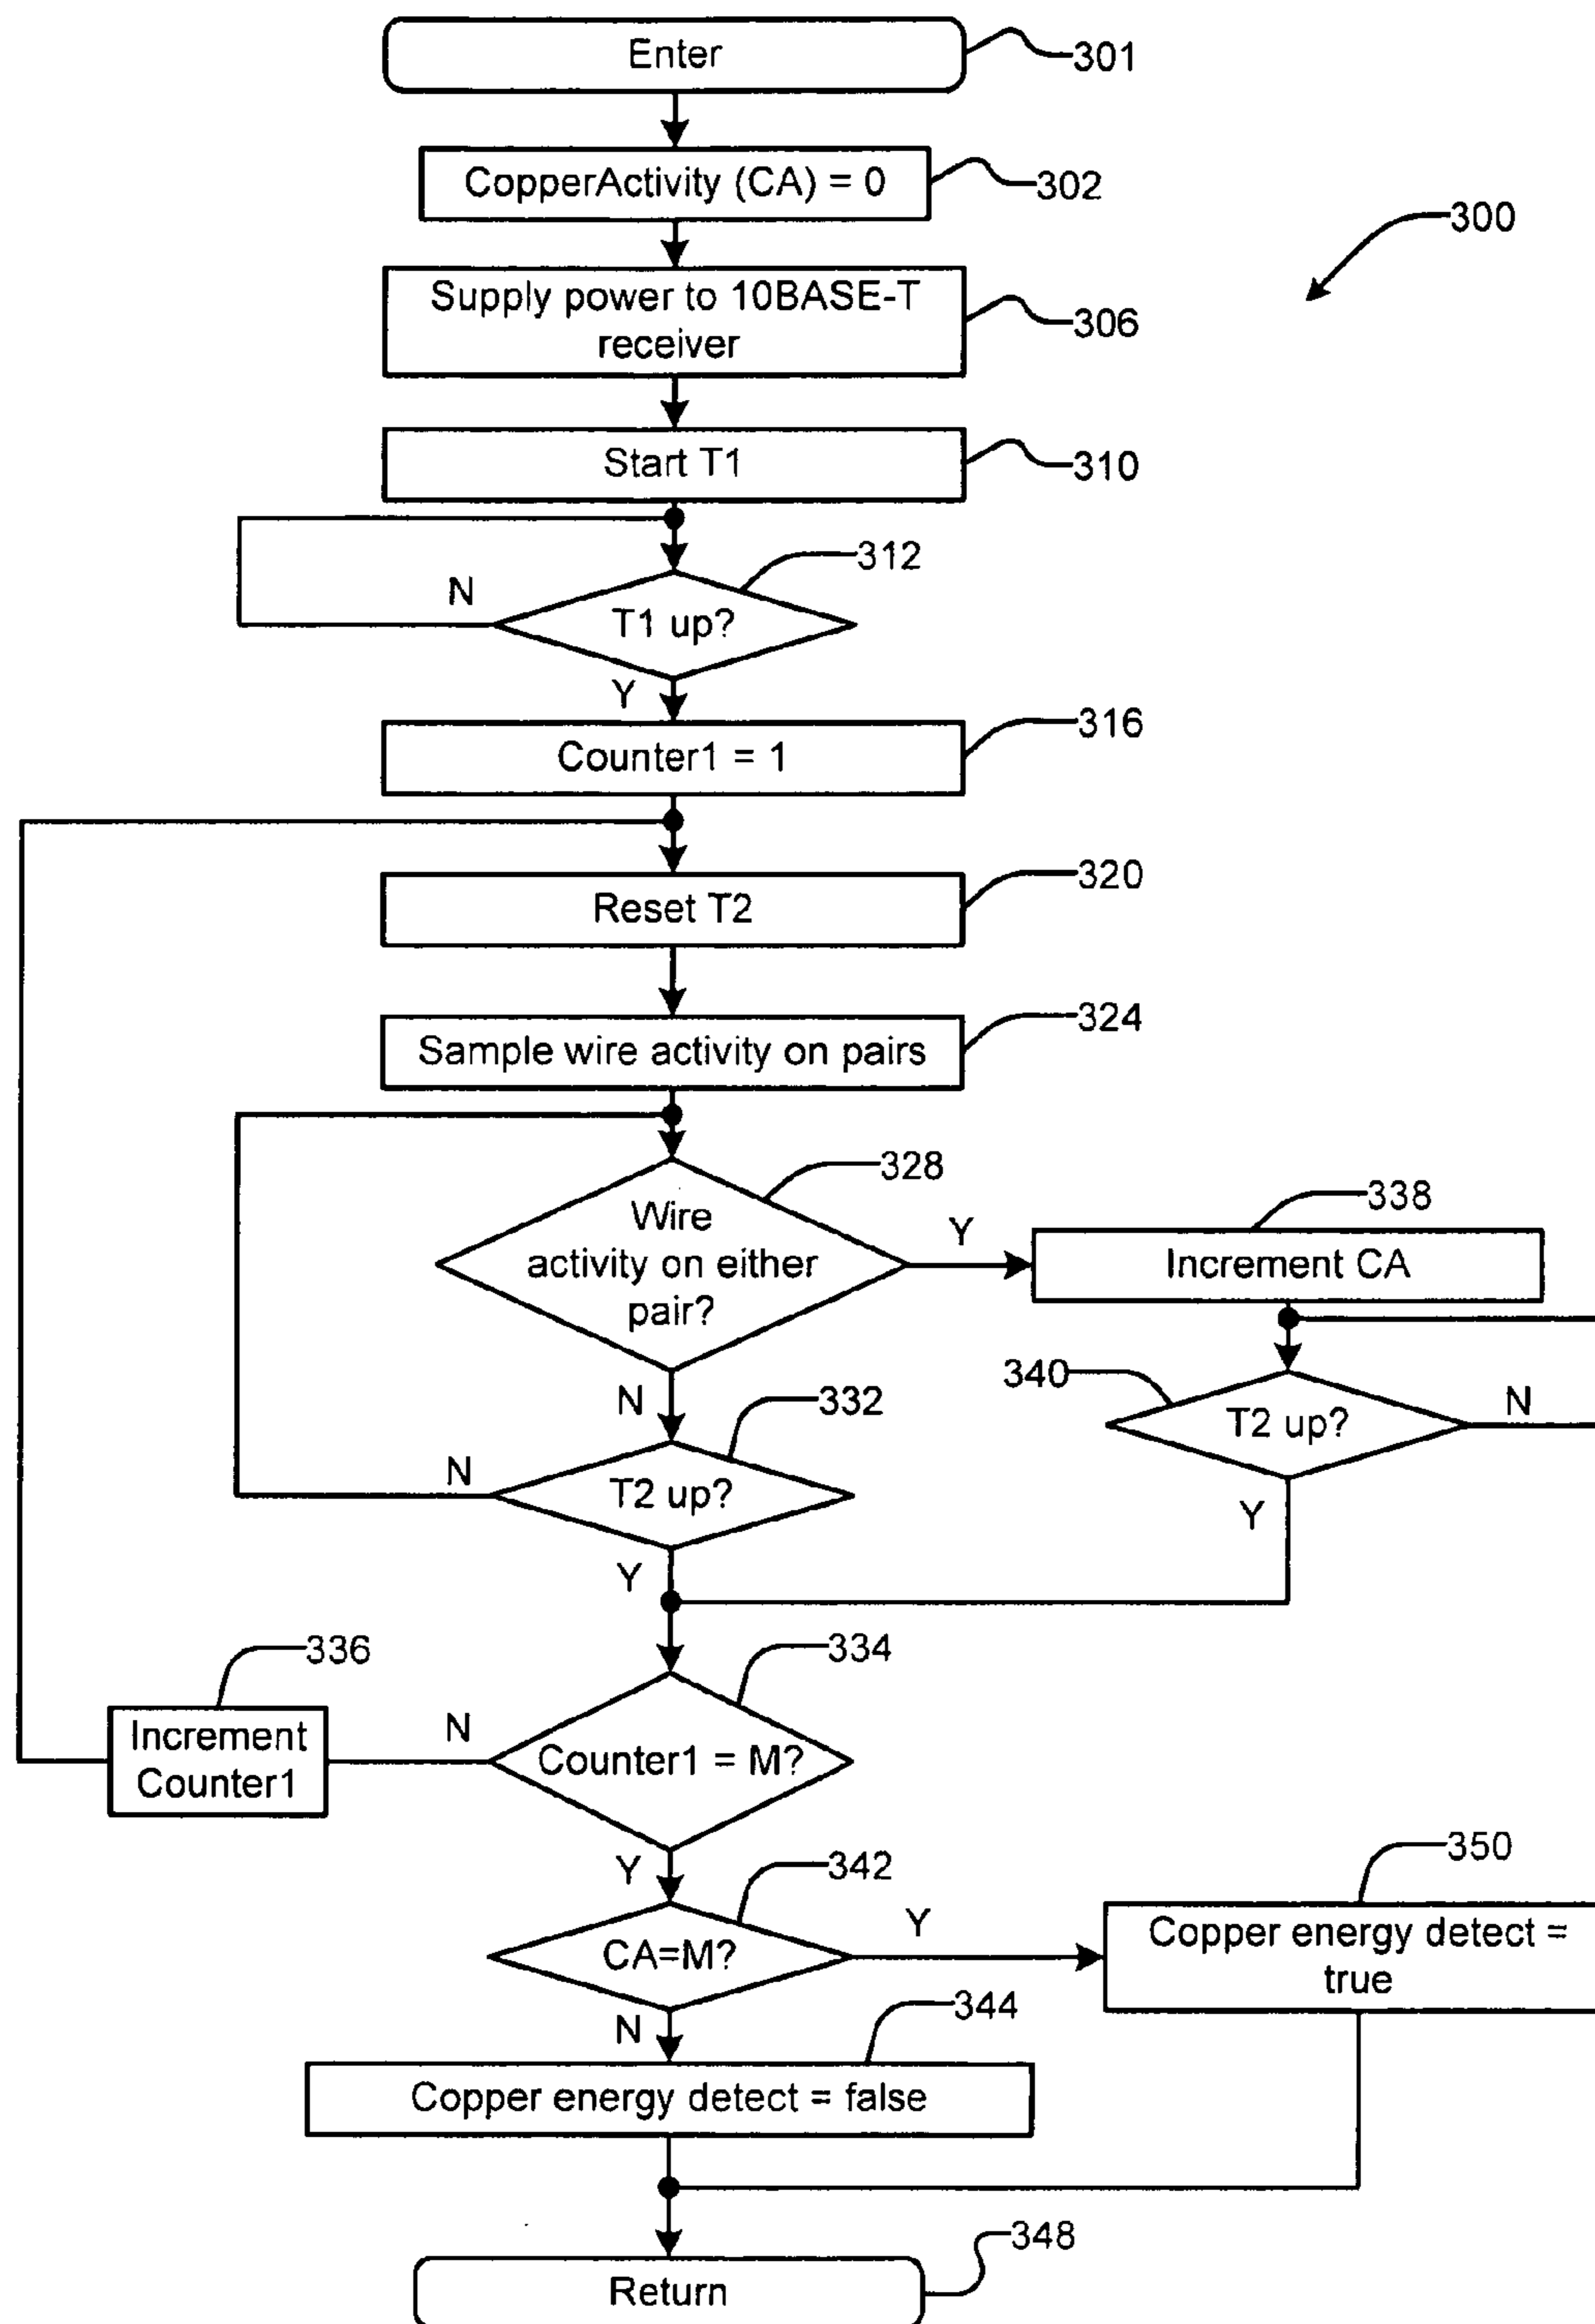 Enter
301
CopperActivity (CA) = 0
302
300
Supply power to 10BASE-T
receiver
306
Start T1
310
312
N
T1 up?
Y
316
Counter1 = 1
320
Reset T2
324
Sample wire activity on pairs
328
Wire
activity on either
pair?
Y
338
Increment CA
N
332
340
T2 up?
N
N
T2 up?
Y
Y
336
334
Increment
Counter1
N
Counter1 = M?
Y
342
350
CA=M?
Y
Copper energy detect =
true
N
344
Copper energy detect = false
348
Return